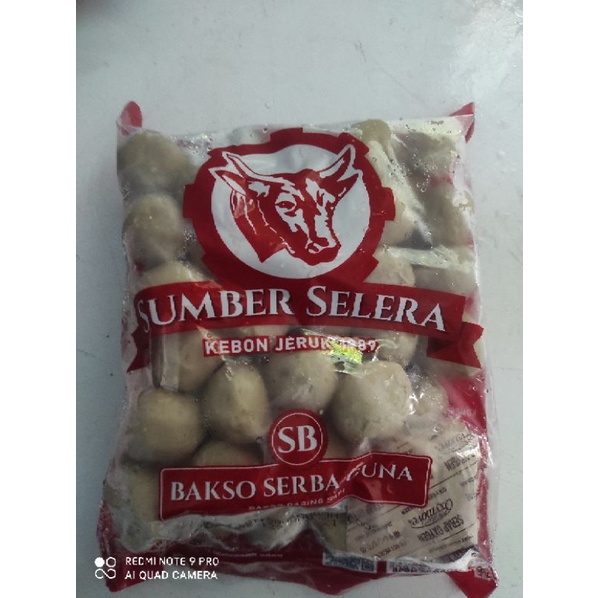 SUMBER SELERA
KEBON JERUK 1989
SB
BAKSO SERBA GUNA
REDMI NOTE 9 PRO
AI QUAD CAMERA